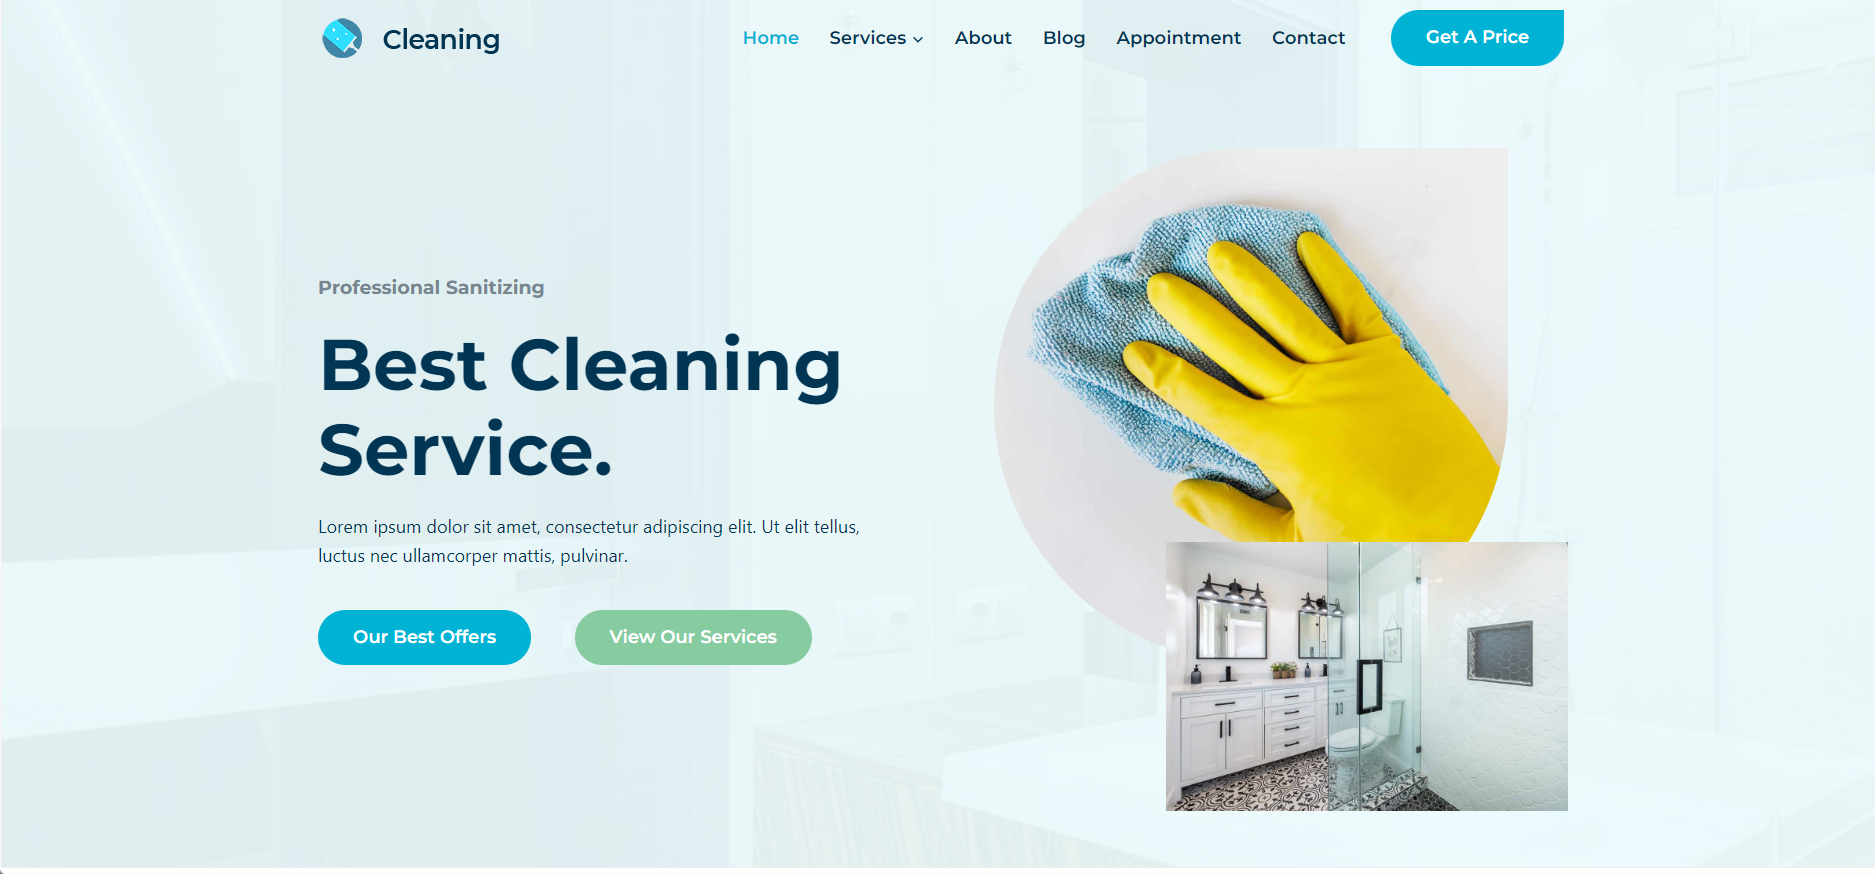 Cleaning
Home Services About Blog Appointment Contact Get A Price
Professional Sanitizing
Best Cleaning
Service.
Lorem ipsum dolor sit amet, consectetur adipiscing elit. Ut elit tellus,
luctus nec ullamcorper mattis, pulvinar.
Our Best Offers View Our Services